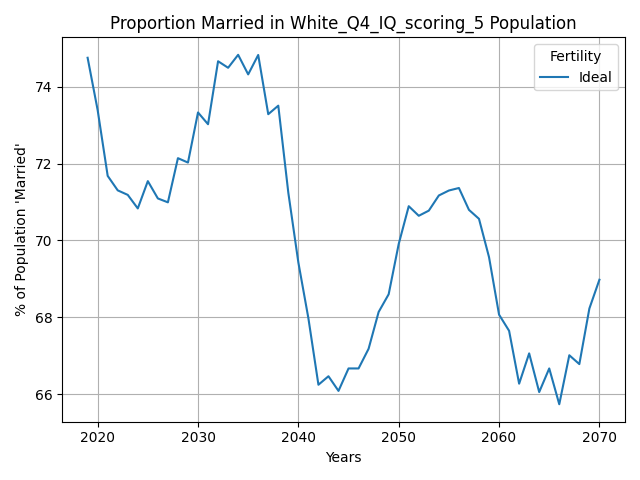 Proportion Married in White_Q4_IQ_scoring_5 Population
% of Population 'Married'
74
72
70
68
66
Fertility
Ideal
2020 2030 2040 2050 2060 2070
Years